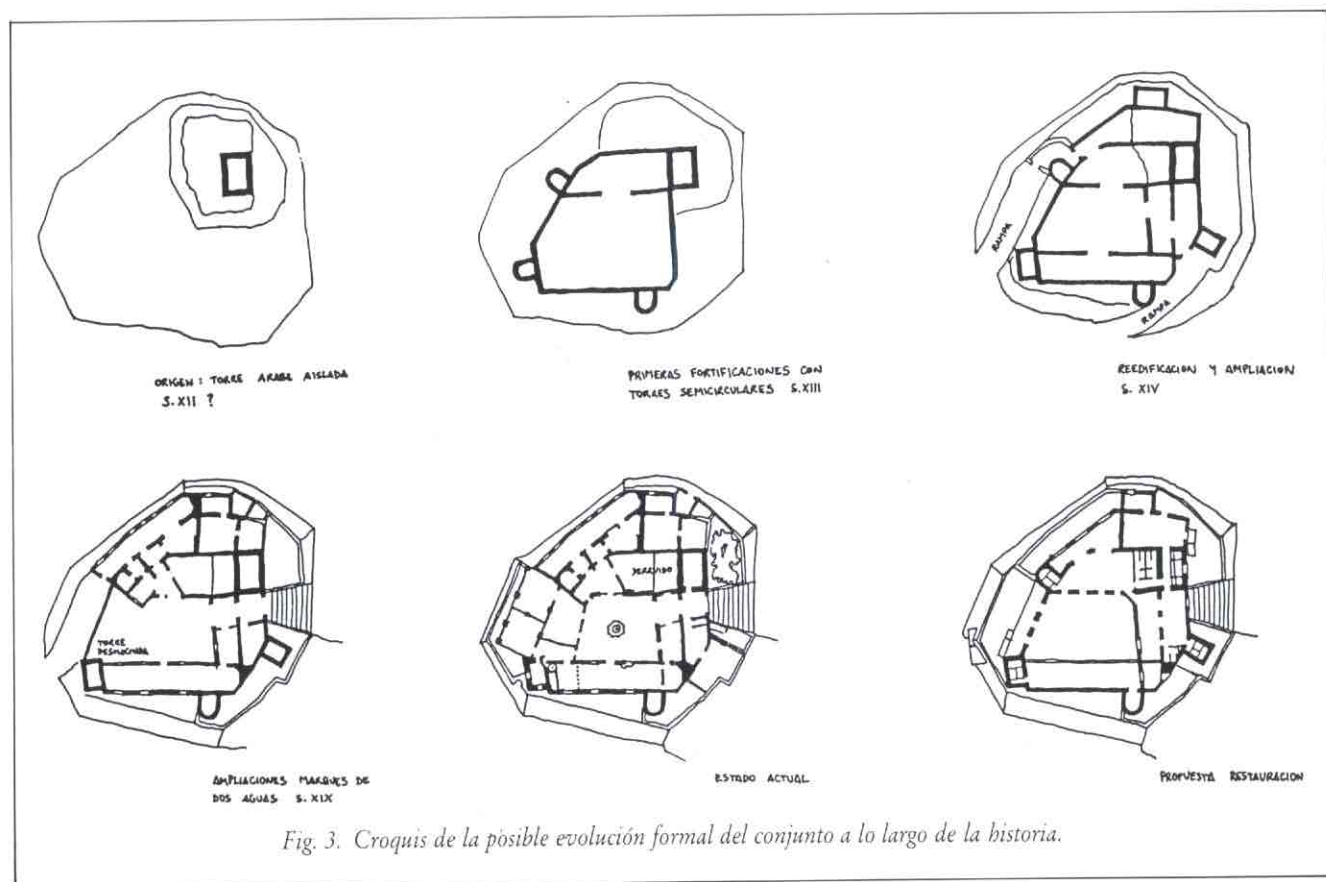 ORIGEN: TORRE ARABE AISLADA
S.XII ?
PRIMERAS FORTIFICACIONES CON
TORRES SEMICIRCULARES S.XIII
RAMPA
RAMPA
REEDIFICACION Y AMPLIACION
S. XIV
TORRE
DESMOCHADA
AMPLIACIONES MARQUES DE
DOS AGUAS S. XIX
DERRUIDO
ESTADO ACTUAL
PROPUESTA RESTAURACION
Fig. 3. Croquis de la posible evolución formal del conjunto a lo largo de la historia.